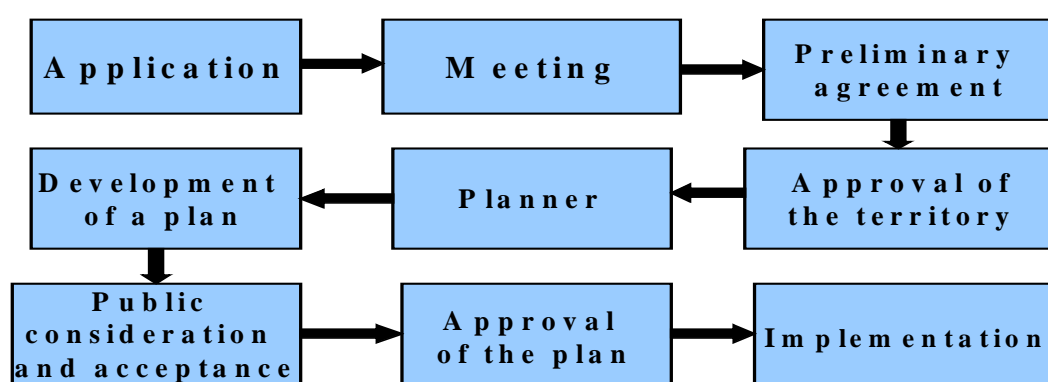 Application
Meeting
Preliminary
agreement
Approval of
the territory
Planner
Development
of a plan
Public
consideration
and acceptance
Approval
of the plan
Implementation